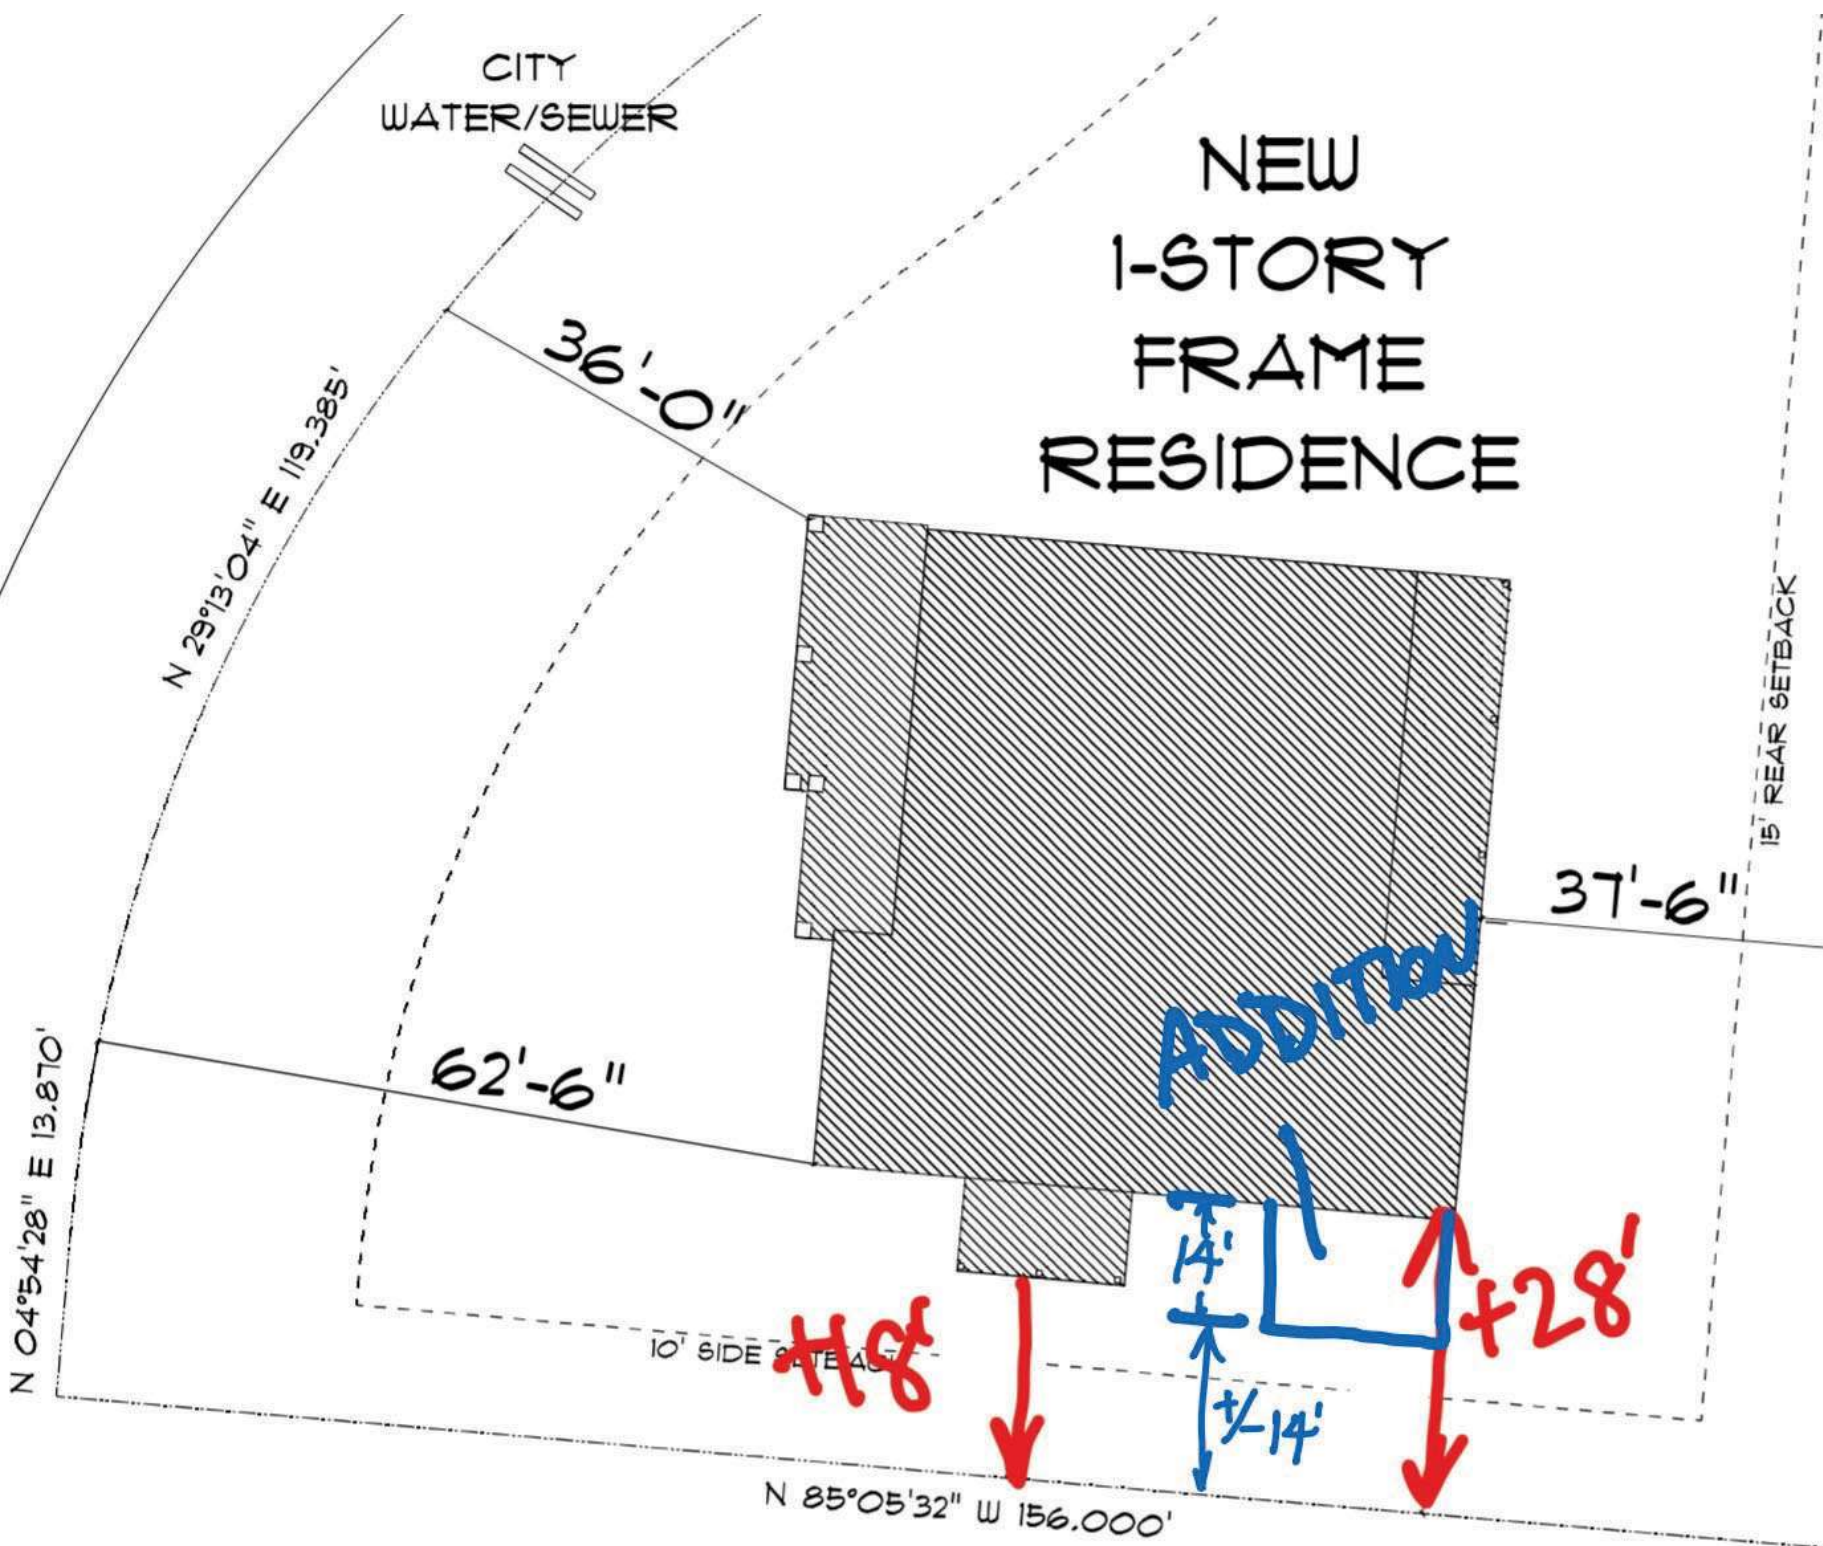 CITY
WATER/SEWER
NEW
1-STORY
FRAME
RESIDENCE
36'-0"
N 29°13'04" E 119.385'
15' REAR SETBACK
37'-6"
ADDITION
62'-6"
N 04°54'28" E 13.870'
14'
+28'
10' SIDE SETBACK
+/-14'
N 85°05'32" W 156.000'